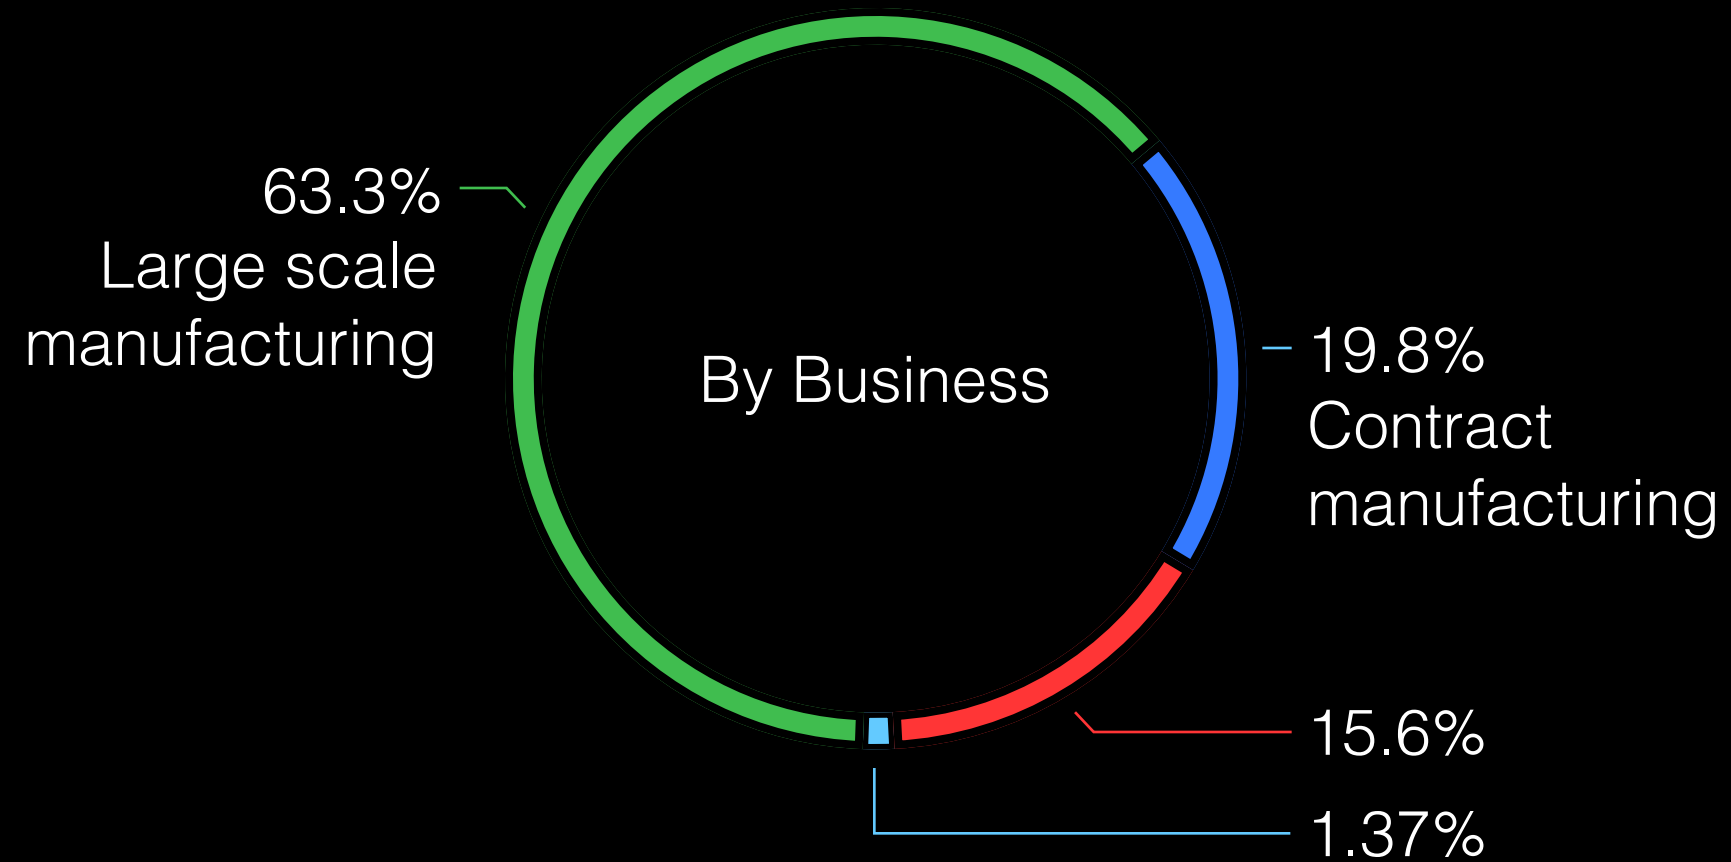 63.3%
Large scale
manufacturing
By Business
19.8%
Contract
manufacturing
15.6%
1.37%